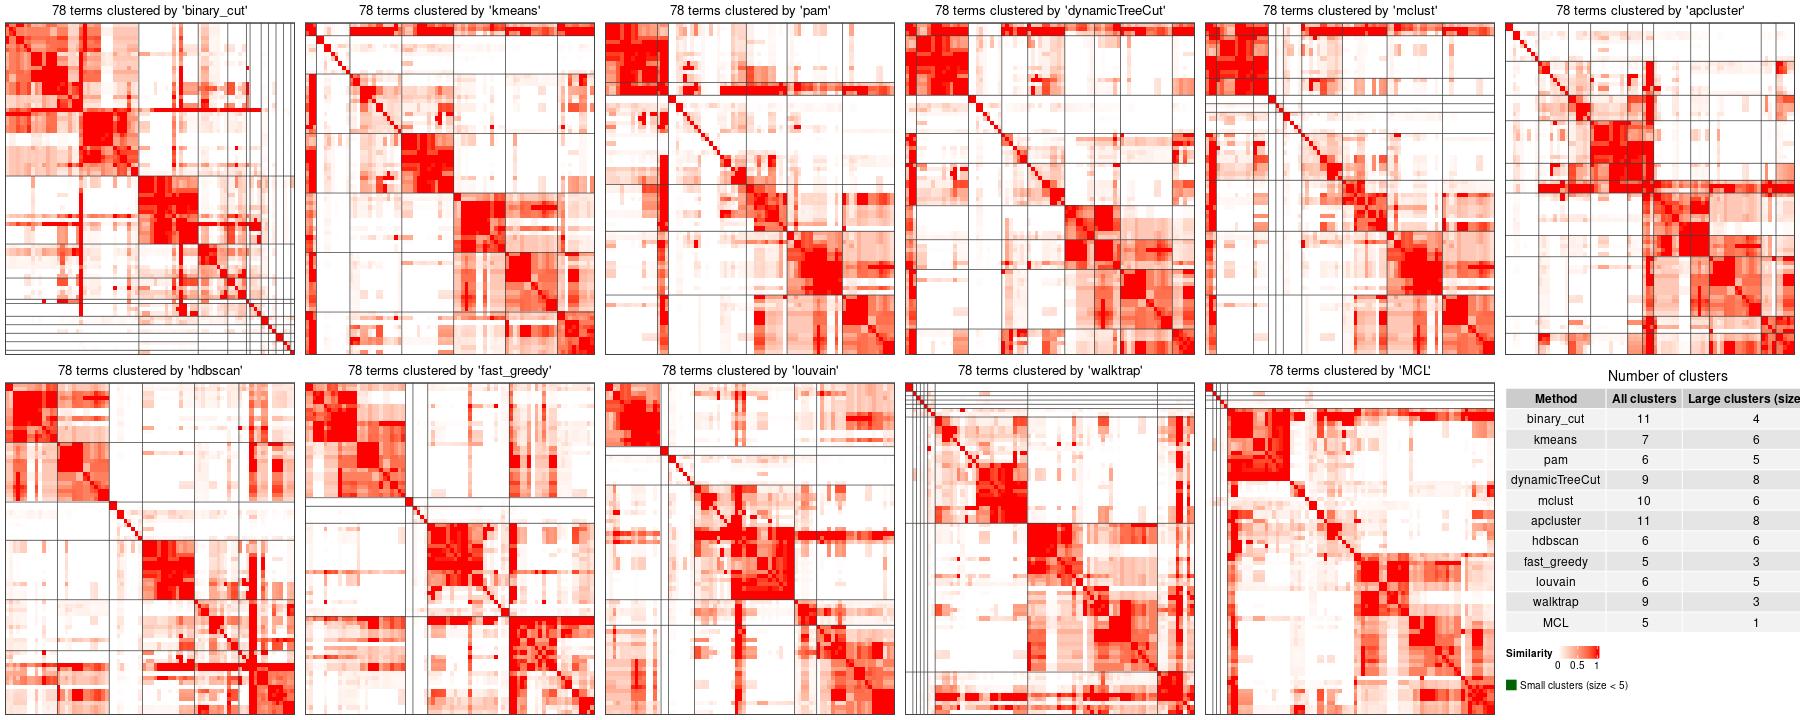 78 terms clustered by 'binary_cut'
78 terms clustered by 'kmeans'
78 terms clustered by 'pam'
78 terms clustered by 'dynamicTreeCut'
78 terms clustered by 'mclust'
78 terms clustered by 'apcluster'
78 terms clustered by 'hdbscan'
78 terms clustered by 'fast_greedy'
78 terms clustered by 'louvain'
78 terms clustered by 'walktrap'
78 terms clustered by 'MCL'
Number of clusters
Method All clusters Large clusters (size
binary_cut 11 4
kmeans 7 6
pam 6 5
dynamicTreeCut 9 8
mclust 10 6
apcluster 11 8
hdbscan 6 6
fast_greedy 5 3
louvain 6 5
walktrap 9 3
MCL 5 1
Similarity
0 0.5 1
Small clusters (size < 5)